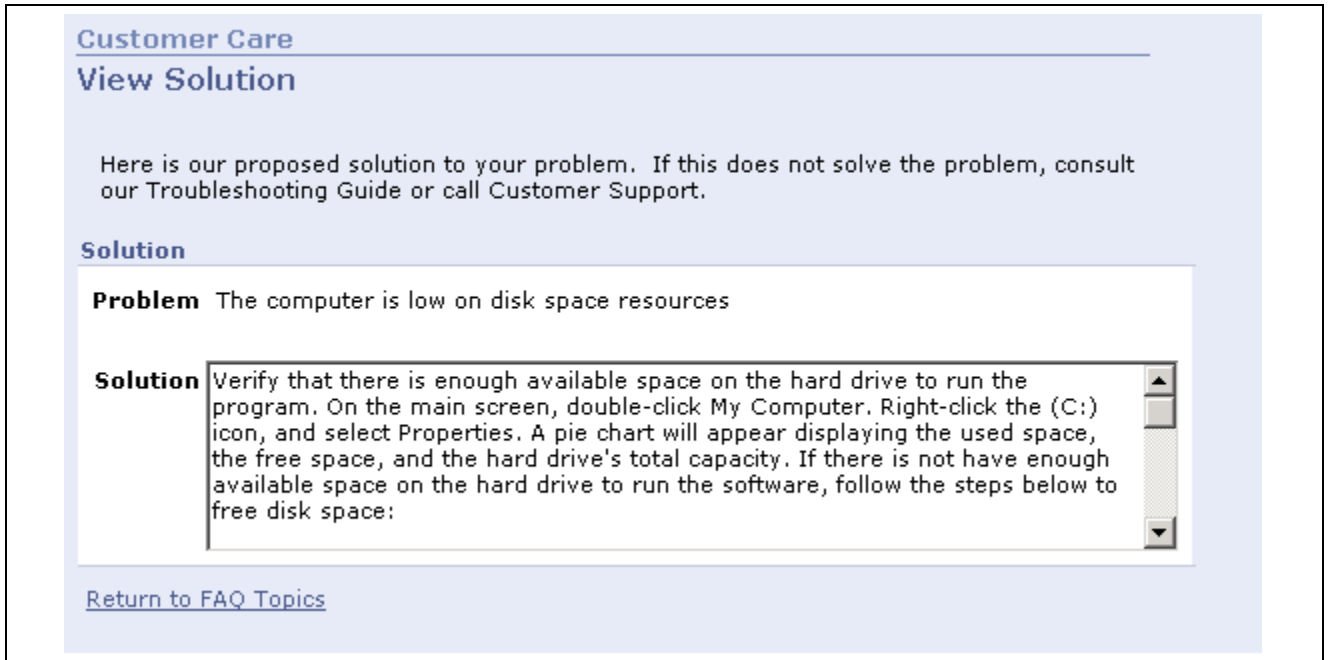 Customer Care
View Solution
Here is our proposed solution to your problem.  If this does not solve the problem, consult
our Troubleshooting Guide or call Customer Support.
Solution
Problem The computer is low on disk space resources
Solution Verify that there is enough available space on the hard drive to run the
program. On the main screen, double-click My Computer. Right-click the (C:)
icon, and select Properties. A pie chart will appear displaying the used space,
the free space, and the hard drive's total capacity. If there is not have enough
available space on the hard drive to run the software, follow the steps below to
free disk space:
Return to FAQ Topics